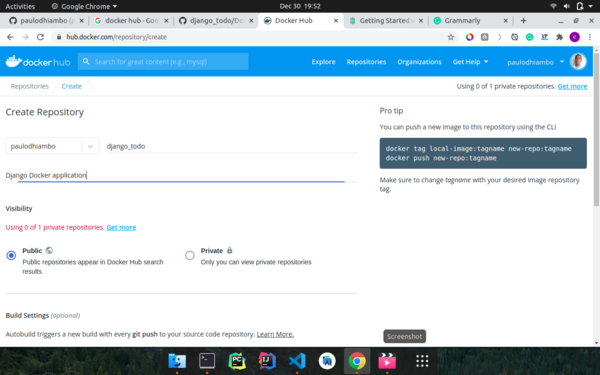 Activities
Google Chrome
Dec 30 19:52
paulodhiambo (p
docker hub - Goo
django_todo/Do
Docker Hub
Getting Started w
Grammarly
hub.docker.com/repository/create
docker hub
Search for great content (e.g., mysql)
Explore
Repositories
Organizations
Get Help
paulodhiambo
Repositories
Create
Using 0 of 1 private repositories. Get more
Create Repository
paulodhiambo
django_todo
Django Docker application
Visibility
Using 0 of 1 private repositories. Get more
Public
Public repositories appear in Docker Hub search
results
Private
Only you can view private repositories
Build Settings (optional)
Autobuild triggers a new build with every git push to your source code repository. Learn More.
Pro tip
You can push a new image to this repository using the CLI
docker tag local-image:tagname new-repo:tagname
docker push new-repo:tagname
Make sure to change tagname with your desired image repository
tag.
Screenshot